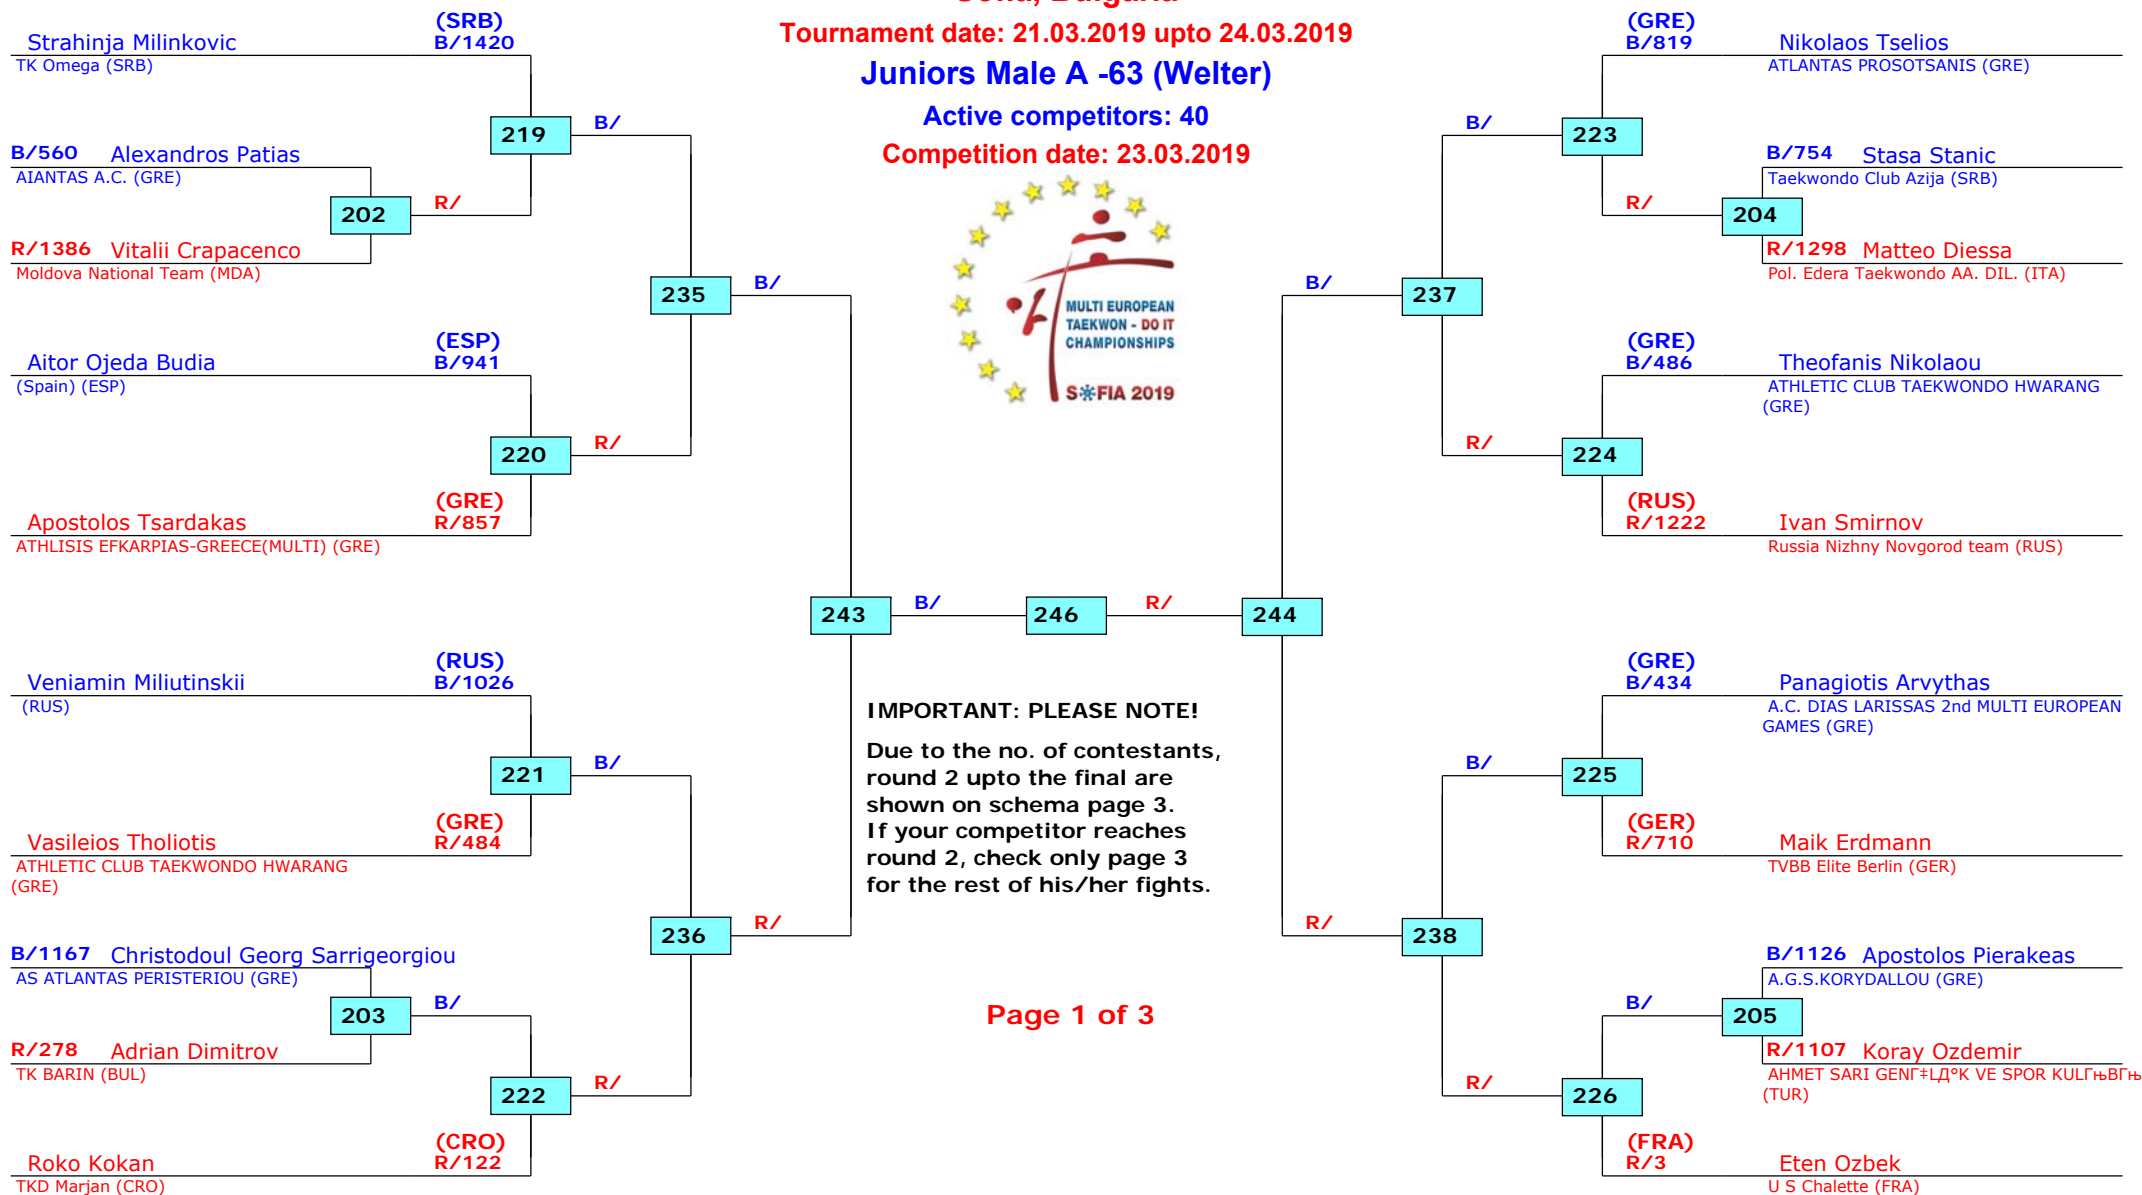 Sofia, Bulgaria
Tournament date: 21.03.2019 upto 24.03.2019
Juniors Male A -63 (Welter)
Active competitors: 40
Competition date: 23.03.2019
MULTI EUROPEAN
TAEKWON - DO IT
CHAMPIONSHIPS
SOFIA 2019
(SRB)
Strahinja Milinkovic B/1420
TK Omega (SRB)
219
B/
B/560 Alexandros Patias
AIANTAS A.C. (GRE)
202
R/
R/1386 Vitalii Crapacenco
Moldova National Team (MDA)
235
B/
(ESP)
Aitor Ojeda Budia B/941
(Spain) (ESP)
220
R/
(GRE)
Apostolos Tsardakas R/857
ATHLISIS EFKARPIAS-GREECE(MULTI) (GRE)
243
B/
246
R/
244
(RUS)
Veniamin Miliutinskii B/1026
(RUS)
221
B/
(GRE)
Vasileios Tholiotis R/484
ATHLETIC CLUB TAEKWONDO HWARANG
(GRE)
236
R/
B/1167 Christodoul Georg Sarrigeorgiou
AS ATLANTAS PERISTERIOU (GRE)
203
B/
R/278 Adrian Dimitrov
TK BARIN (BUL)
222
R/
(CRO)
Roko Kokan R/122
TKD Marjan (CRO)
IMPORTANT: PLEASE NOTE!
Due to the no. of contestants,
round 2 upto the final are
shown on schema page 3.
If your competitor reaches
round 2, check only page 3
for the rest of his/her fights.
Page 1 of 3
(GRE)
B/819 Nikolaos Tselios
ATLANTAS PROSOTSANIS (GRE)
B/
223
B/754 Stasa Stanic
Taekwondo Club Azija (SRB)
R/
204
R/1298 Matteo Diessa
Pol. Edera Taekwondo AA. DIL. (ITA)
B/
237
(GRE)
B/486 Theofanis Nikolaou
ATHLETIC CLUB TAEKWONDO HWARANG
(GRE)
R/
224
(RUS)
R/1222 Ivan Smirnov
Russia Nizhny Novgorod team (RUS)
(GRE)
B/434 Panagiotis Arvythas
A.C. DIAS LARISSAS 2nd MULTI EUROPEAN
GAMES (GRE)
B/
225
(GER)
R/710 Maik Erdmann
TVBB Elite Berlin (GER)
R/
238
B/1126 Apostolos Pierakeas
A.G.S.KORYDALLOU (GRE)
B/
205
R/1107 Koray Ozdemir
AHMET SARI GENГ‡LД°K VE SPOR KULГњBГњ
(TUR)
R/
226
(FRA)
R/3 Eten Ozbek
U S Chalette (FRA)